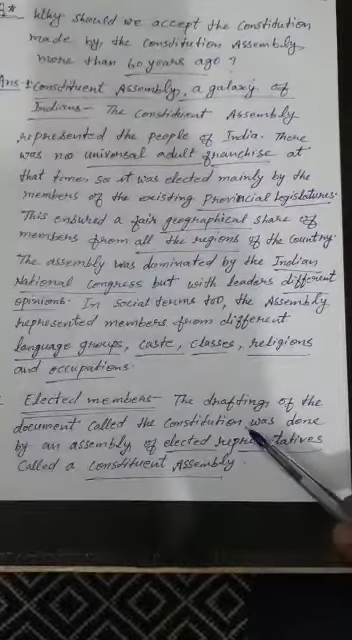 Q* Why should we accept the Constitution
made by, the Constitution Assembly,
more than 60 years ago?
Ans → Constituent Assembly, a galaxy of
Indians - The Constituent Assembly
represented the people of India. There
was no universal adult franchise at
that time, so it was elected mainly by the
members of the existing Provincial Legislatures.
This ensured a fair geographical share of
members from all the regions of the Country.
The assembly was dominated by the Indian
National Congress but with leaders different
opinions. In social terms too, the Assembly
represented members from different
language groups, caste, classes, religions
and occupations.
Elected members - The drafting of the
document called the Constitution was done
by an assembly of elected
Called a constituent Assembly.